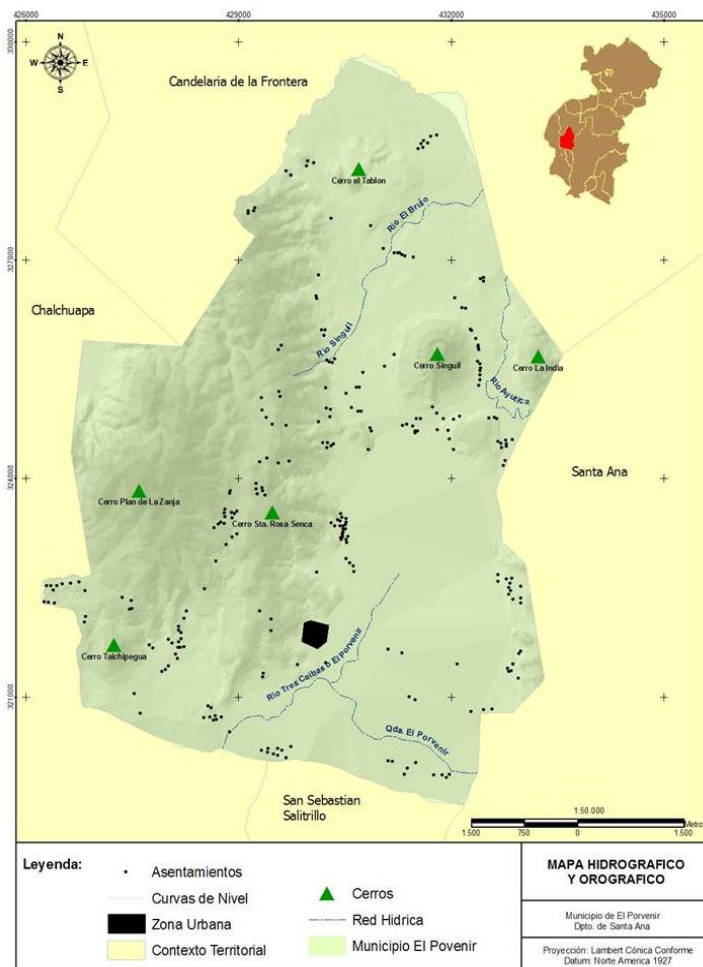 426000
429000
432000
435000
330000
N
W E
S
Candelaria de la Frontera
Cerro el Tablon
Río El Brujo
327000
Chalchuapa
Río Singuil
Cerro Singuil
Cerro La India
Río Ayutica
Santa Ana
324000
Cerro Plan de La Zanja
Cerro Sta. Rosa Senca
Cerro Talchipegua
Río Tres Ceibas o El Porvenir
321000
Qda. El Porvenir
San Sebastian
Salitrillo
1:50 000
Metros
1 500 750 0 1 500
Leyenda:
Asentamientos
Curvas de Nivel
Zona Urbana
Contexto Territorial
Cerros
Red Hidrica
Municipio El Povenir
MAPA HIDROGRAFICO
Y OROGRAFICO
Municipio de El Porvenir
Dpto. de Santa Ana
Proyección: Lambert Cónica Conforme
Datum: Norte America 1927